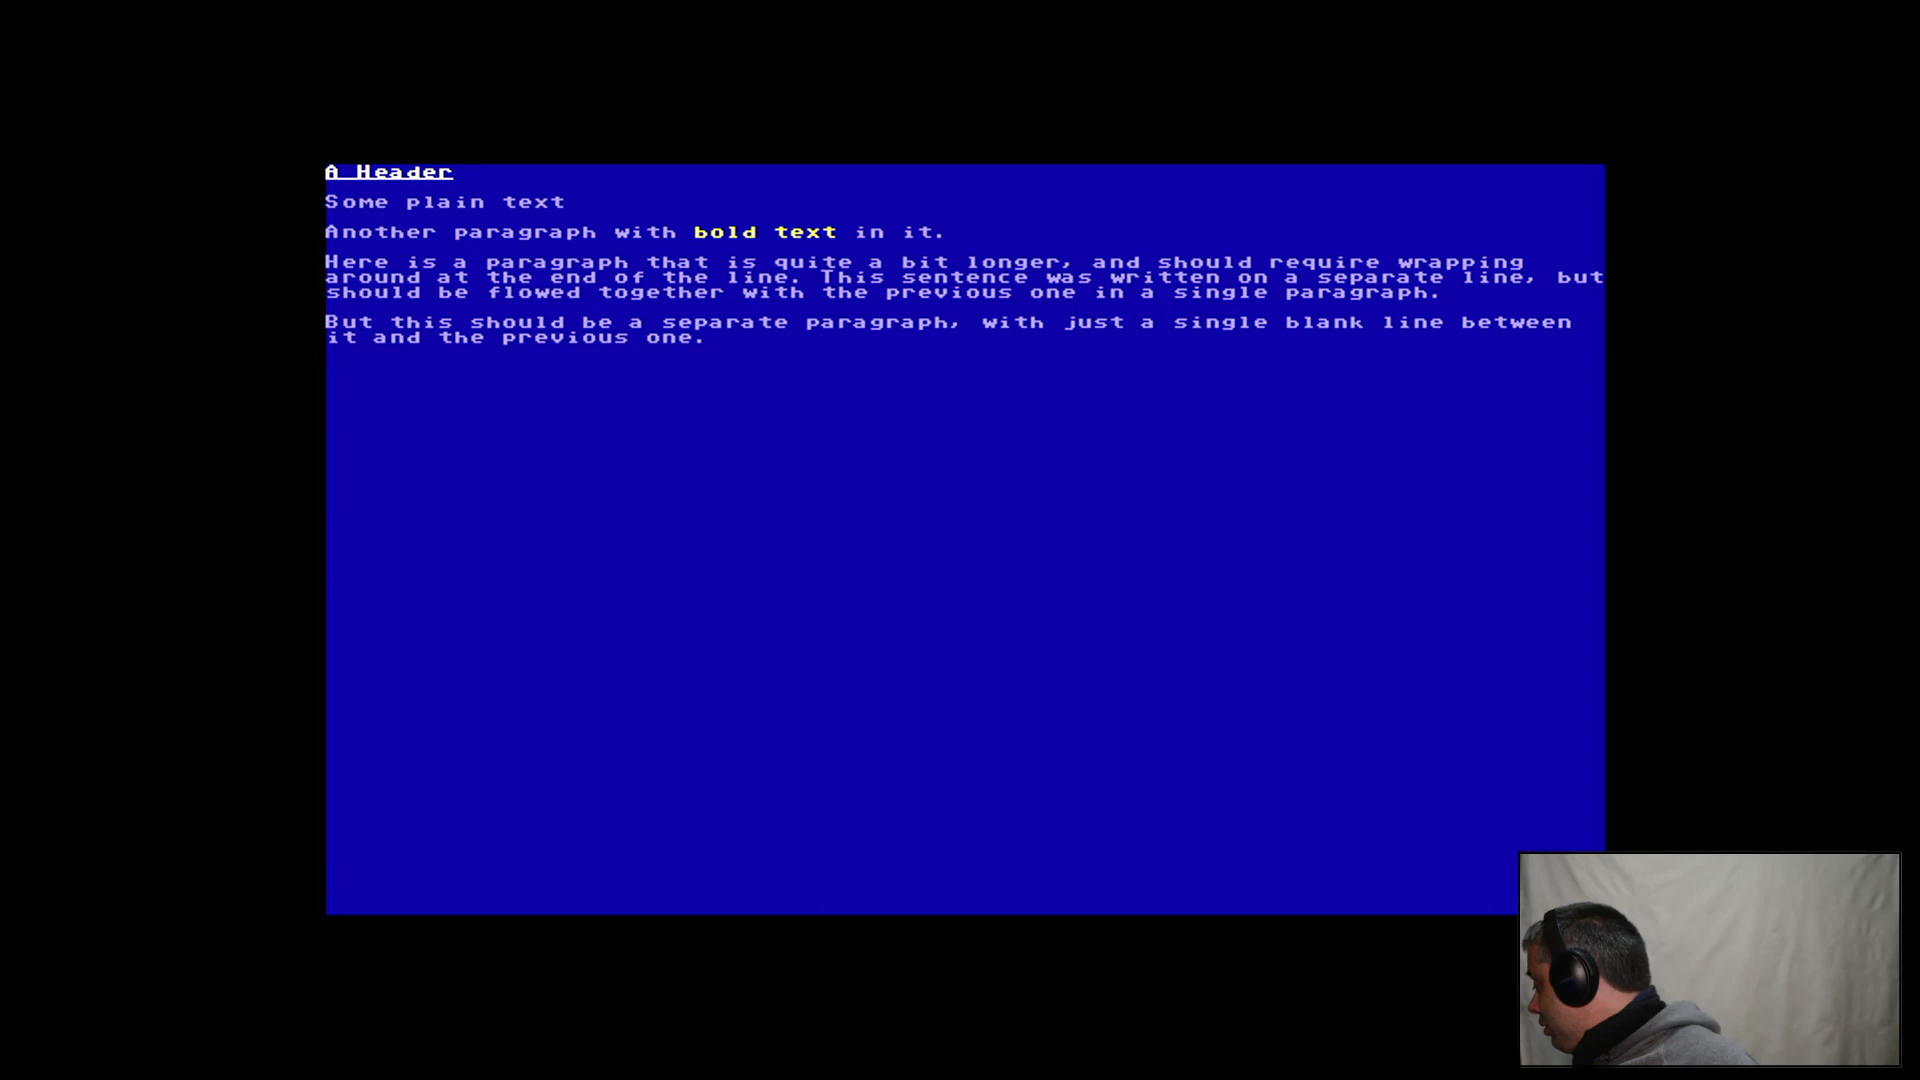 A Header
Some plain text
Another paragraph with bold text in it.
Here is a paragraph that is quite a bit longer, and should require wrapping
around at the end of the line. This sentence was written on a separate line, but
should be flowed together with the previous one in a single paragraph.
But this should be a separate paragraph, with just a single blank line between
it and the previous one.